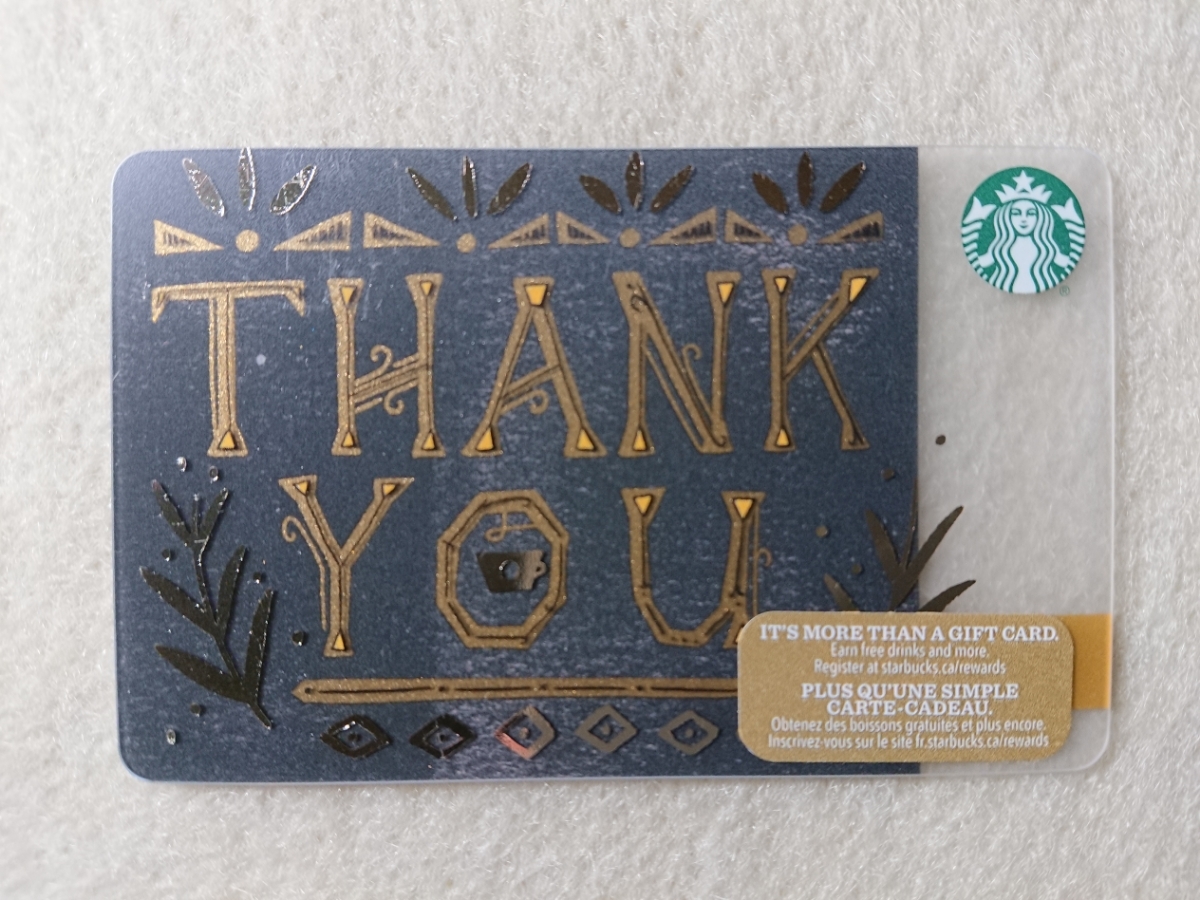 THANK
YOU
®
IT'S MORE THAN A GIFT CARD.
Earn free drinks and more.
Register at starbucks.ca/rewards
PLUS QU'UNE SIMPLE
CARTE-CADEAU.
Obtenez des boissons gratuites et plus encore.
Inscrivez-vous sur le site fr.starbucks.ca/rewards